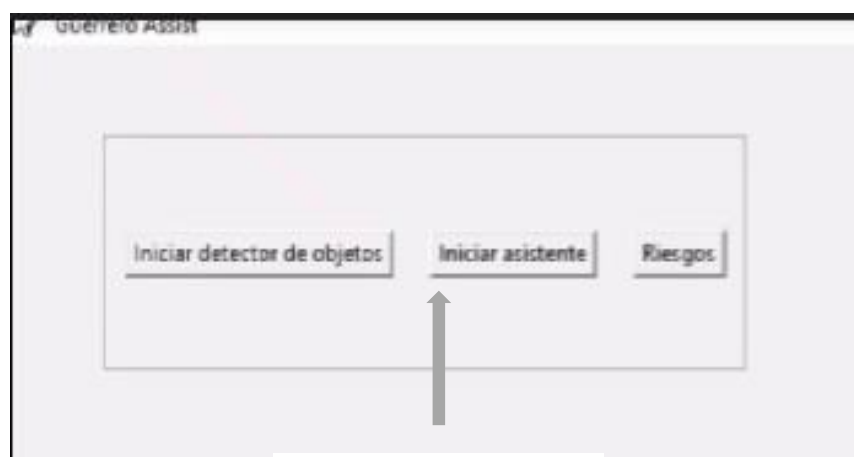 Guerrero Assist
Iniciar detector de objetos
Iniciar asistente
Riesgos